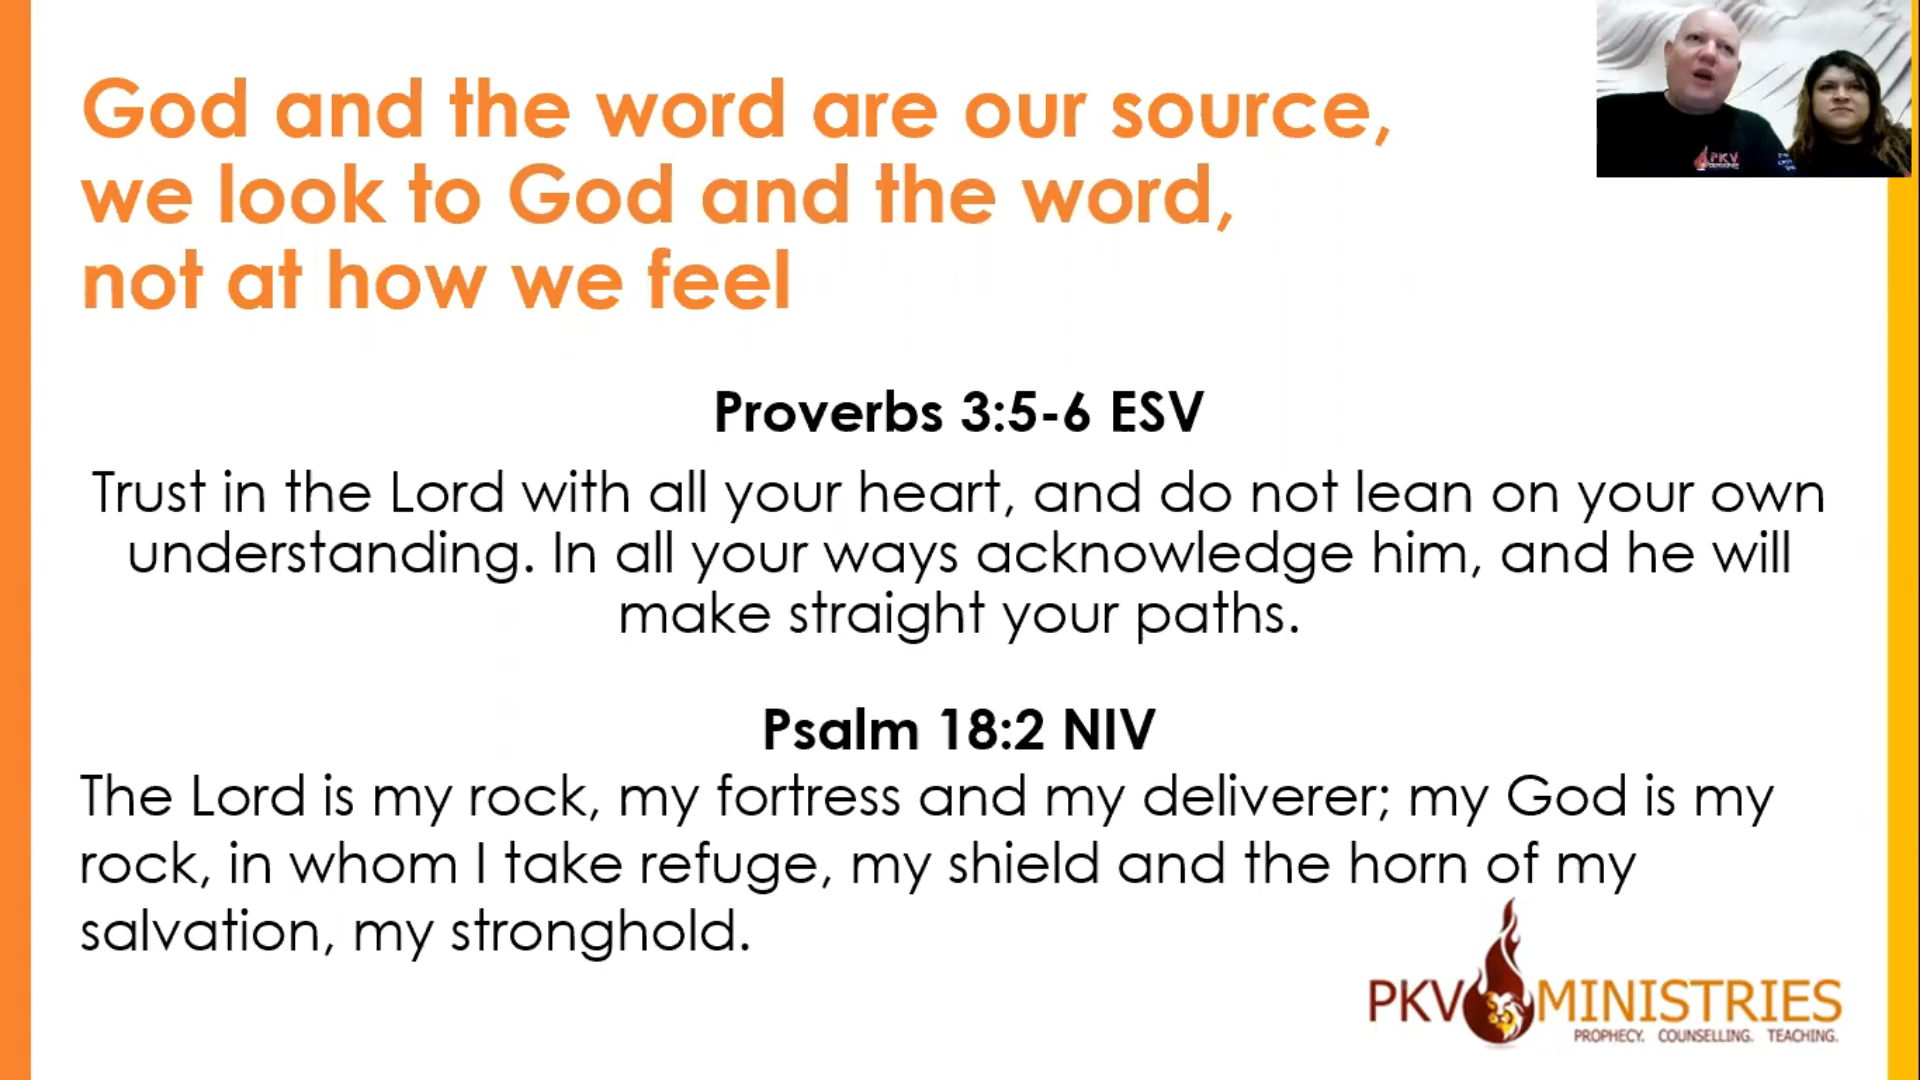 God and the word are our source,
we look to God and the word,
not at how we feel
Proverbs 3:5-6 ESV
Trust in the Lord with all your heart, and do not lean on your own
understanding. In all your ways acknowledge him, and he will
make straight your paths.
Psalm 18:2 NIV
The Lord is my rock, my fortress and my deliverer; my God is my
rock, in whom I take refuge, my shield and the horn of my
salvation, my stronghold.
PKV MINISTRIES
PROPHECY. COUNSELLING. TEACHING.
PKV